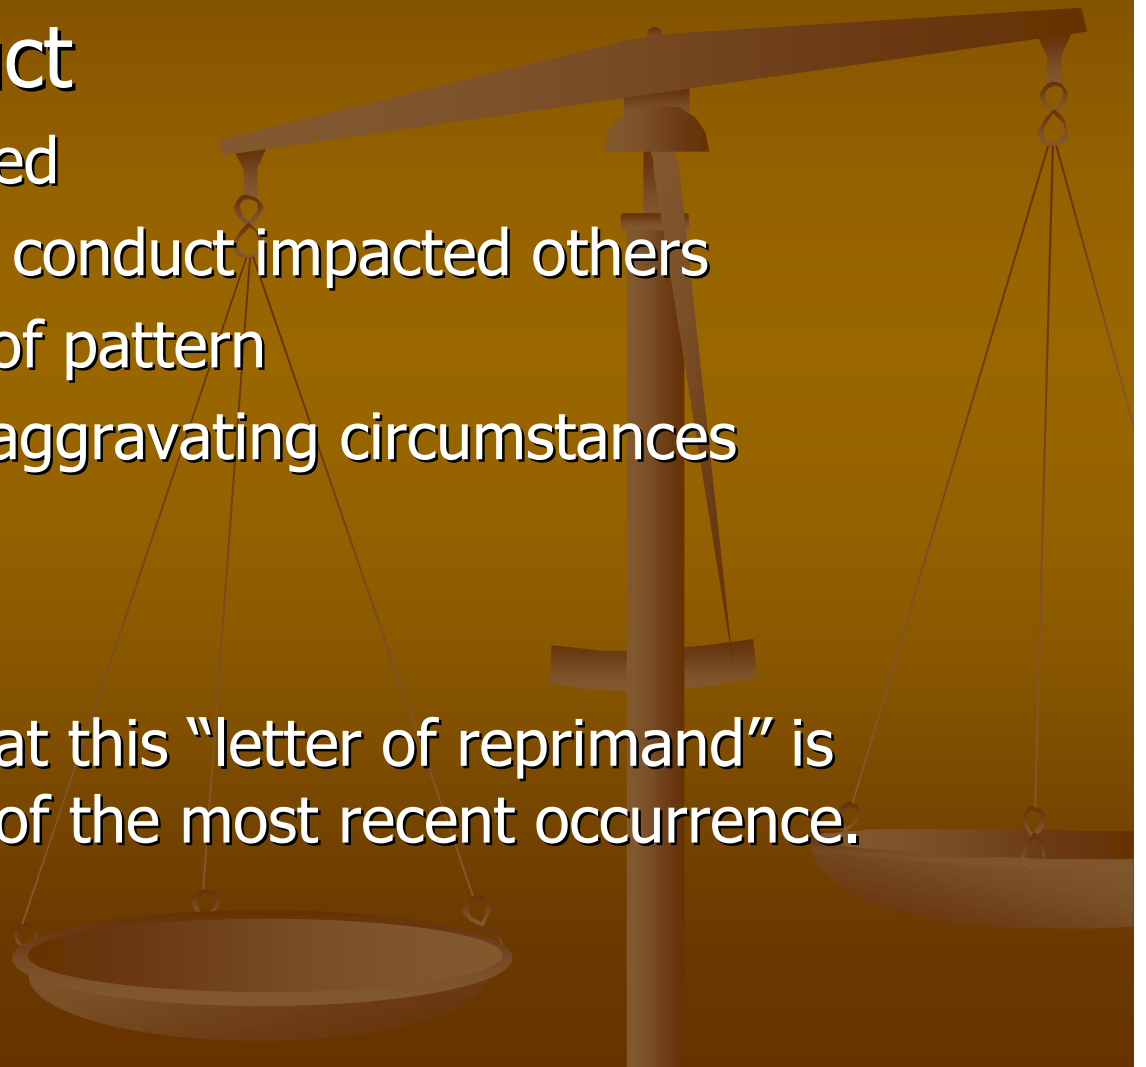 ct
ed
conduct impacted others
of pattern
aggravating circumstances
at this “letter of reprimand” is
of the most recent occurrence.